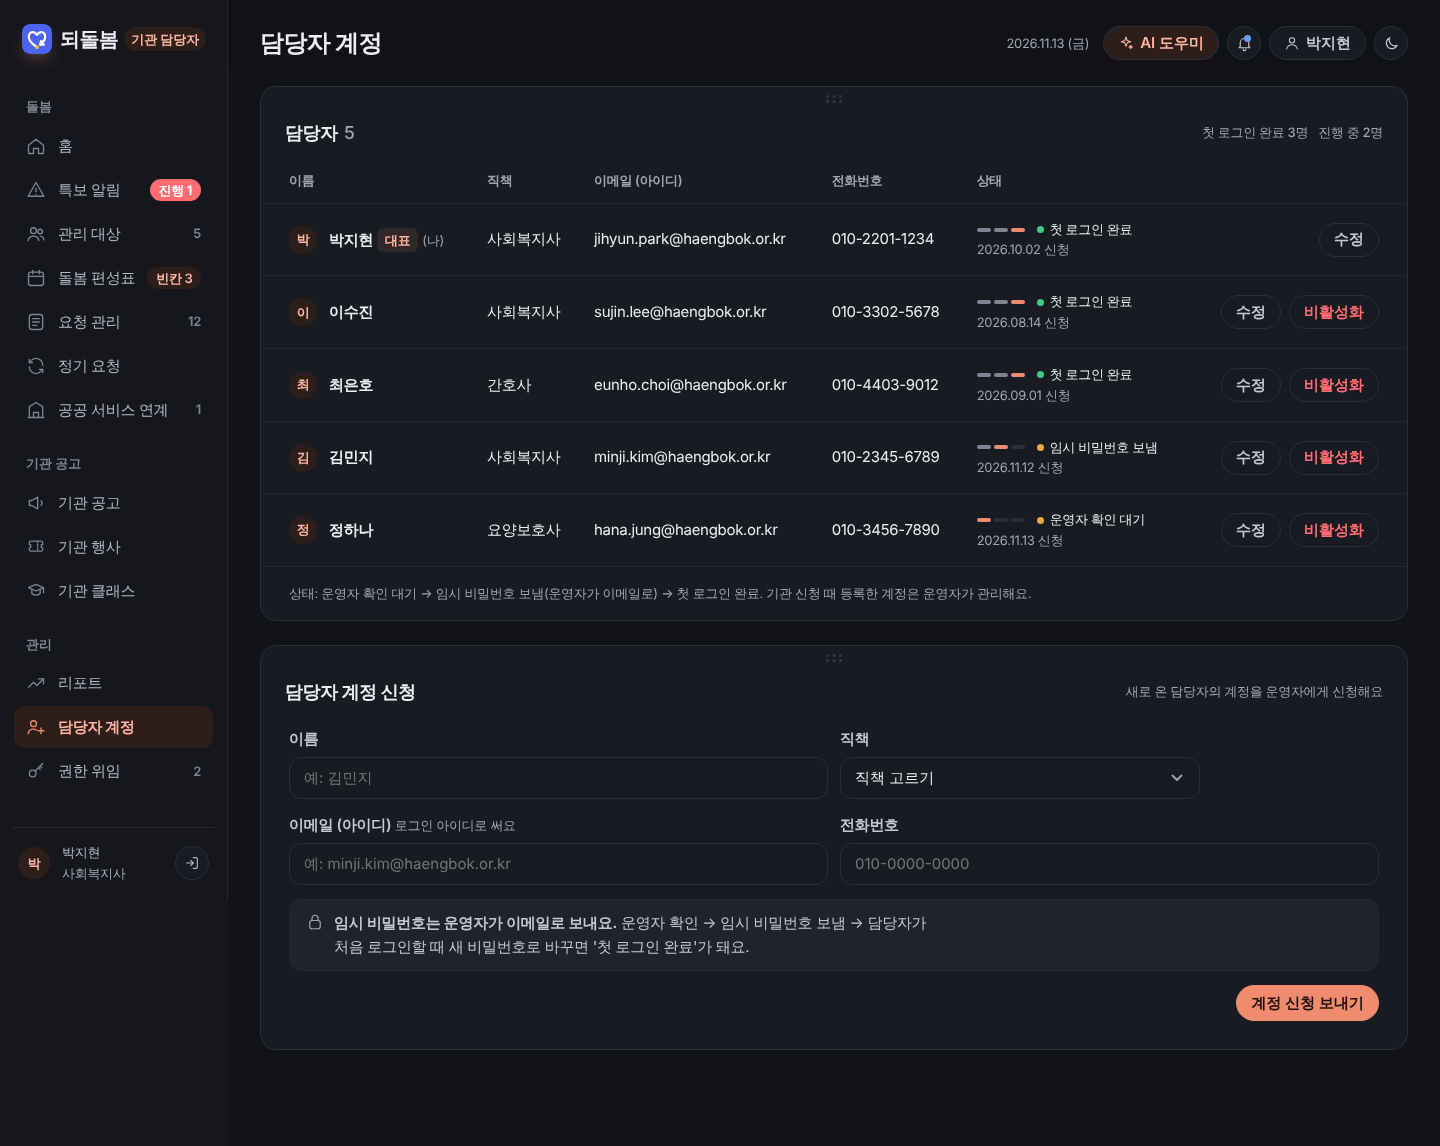 되돌봄 기관 담당자
돌봄
홈
특보 알림 진행 1
관리 대상 5
돌봄 편성표 빈칸 3
요청 관리 12
정기 요청
공공 서비스 연계 1
기관 공고
기관 공고
기관 행사
기관 클래스
관리
리포트
담당자 계정
권한 위임 2
박 박지현
사회복지사
담당자 계정
2026.11.13 (금) AI 도우미 박지현
담당자 5
첫 로그인 완료 3명 진행 중 2명
이름 직책 이메일 (아이디) 전화번호 상태
박 박지현 대표 (나) 사회복지사 jihyun.park@haengbok.or.kr 010-2201-1234 첫 로그인 완료 수정
2026.10.02 신청
이 이수진 사회복지사 sujin.lee@haengbok.or.kr 010-3302-5678 첫 로그인 완료 수정 비활성화
2026.08.14 신청
최 최은호 간호사 eunho.choi@haengbok.or.kr 010-4403-9012 첫 로그인 완료 수정 비활성화
2026.09.01 신청
김 김민지 사회복지사 minji.kim@haengbok.or.kr 010-2345-6789 임시 비밀번호 보냄 수정 비활성화
2026.11.12 신청
정 정하나 요양보호사 hana.jung@haengbok.or.kr 010-3456-7890 운영자 확인 대기 수정 비활성화
2026.11.13 신청
상태: 운영자 확인 대기 → 임시 비밀번호 보냄(운영자가 이메일로) → 첫 로그인 완료. 기관 신청 때 등록한 계정은 운영자가 관리해요.
담당자 계정 신청
새로 온 담당자의 계정을 운영자에게 신청해요
이름 직책
예: 김민지 직책 고르기
이메일 (아이디) 로그인 아이디로 써요 전화번호
예: minji.kim@haengbok.or.kr 010-0000-0000
임시 비밀번호는 운영자가 이메일로 보내요. 운영자 확인 → 임시 비밀번호 보냄 → 담당자가
처음 로그인할 때 새 비밀번호로 바꾸면 '첫 로그인 완료'가 돼요.
계정 신청 보내기